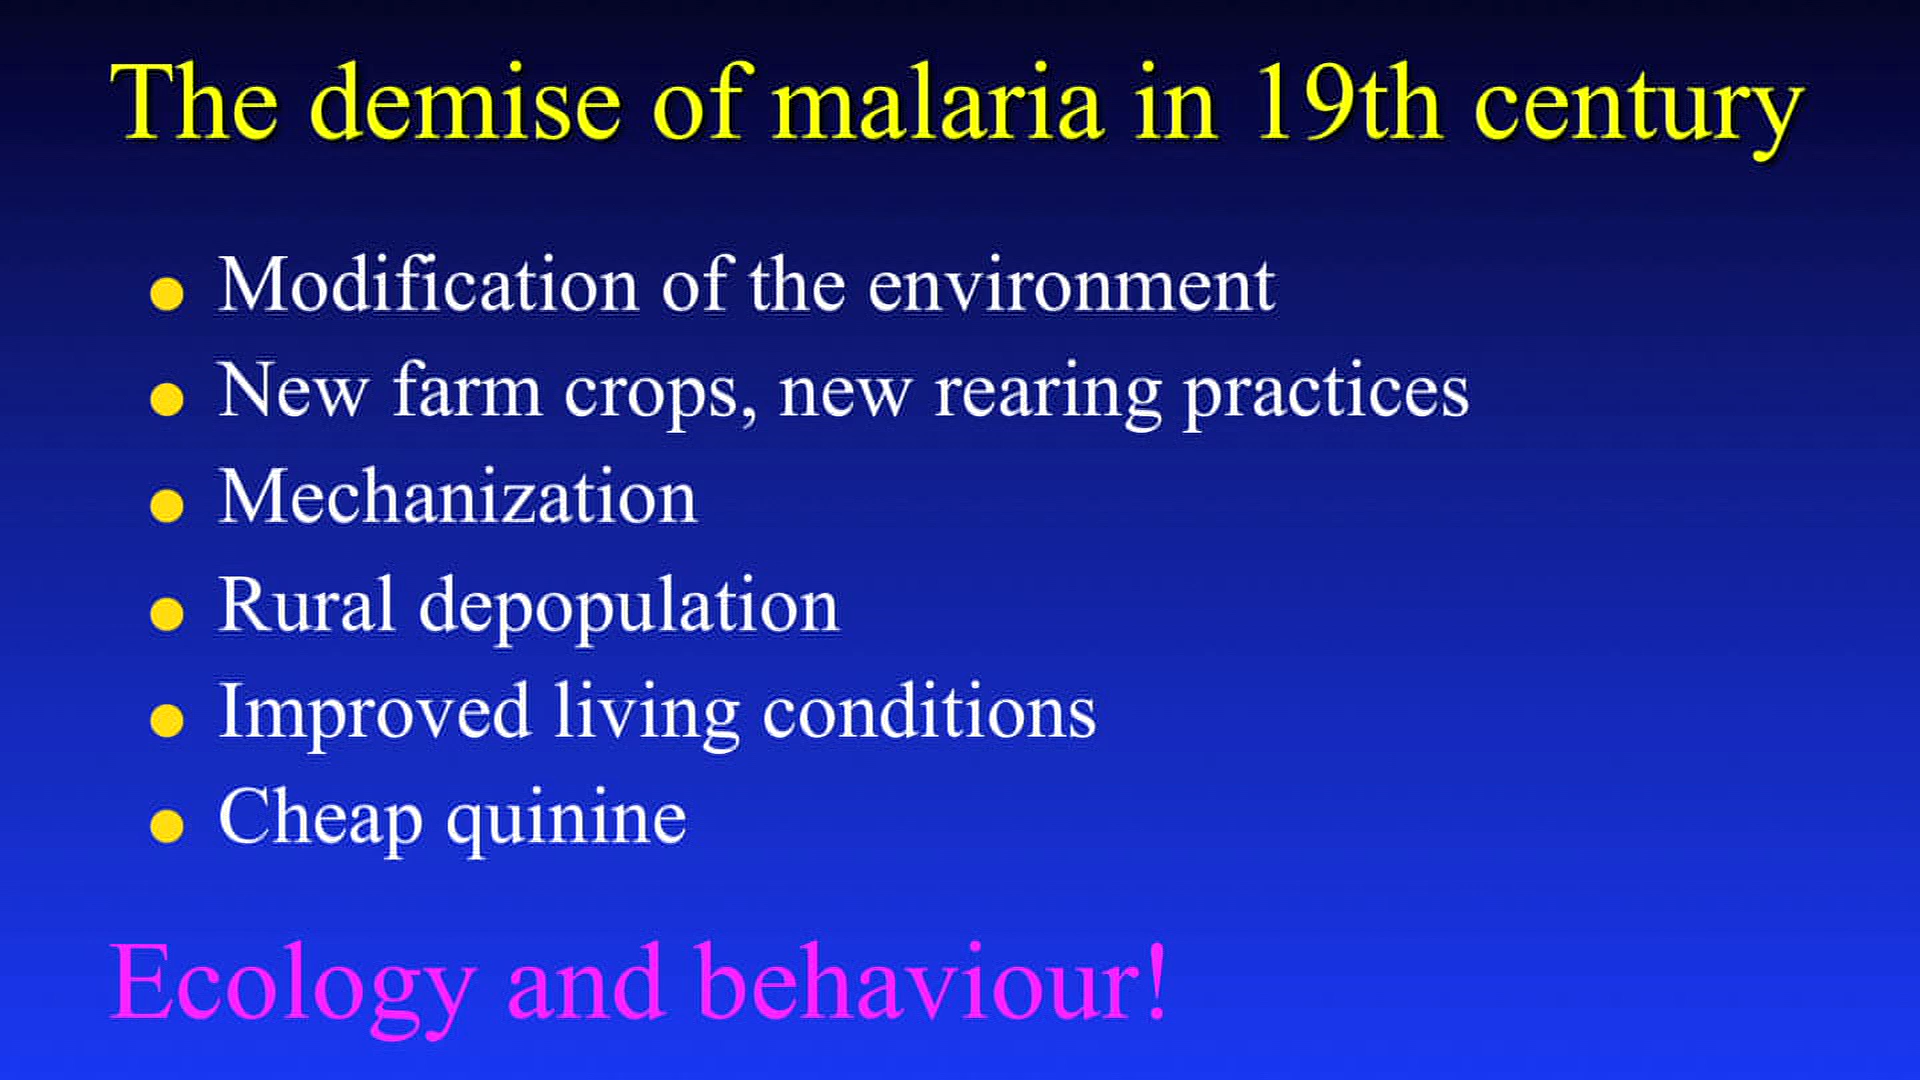 The demise of malaria in 19th century
Modification of the environment
New farm crops, new rearing practices
Mechanization
Rural depopulation
Improved living conditions
Cheap quinine
Ecology and behaviour!